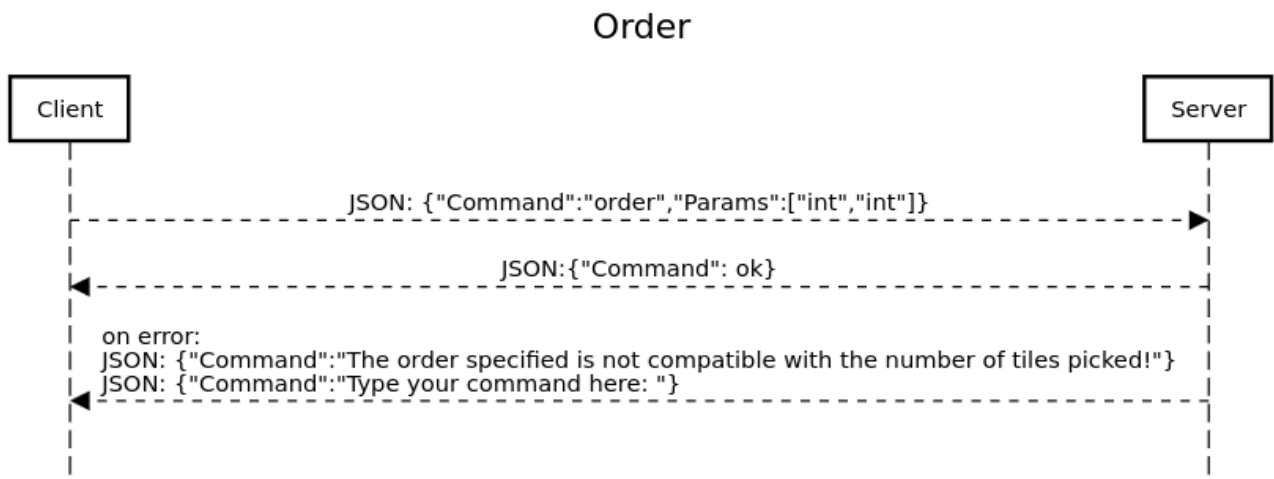 Order
Client
Server
JSON: {"Command":"order","Params":["int","int"]}
JSON:{"Command": ok}
on error:
JSON: {"Command":"The order specified is not compatible with the number of tiles picked!"}
JSON: {"Command":"Type your command here: "}